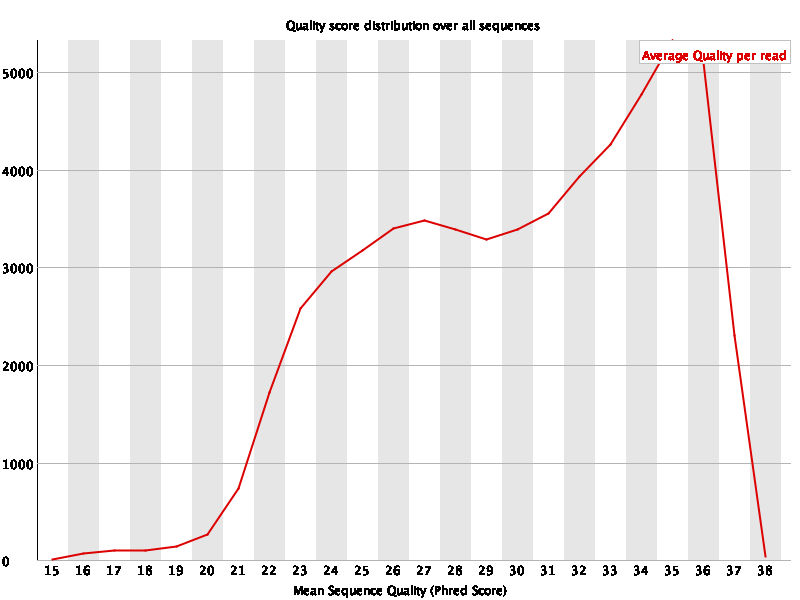 Quality score distribution over all sequences
Average Quality per read
5000
4000
3000
2000
1000
0
15 16 17 18 19 20 21 22 23 24 25 26 27 28 29 30 31 32 33 34 35 36 37 38
Mean Sequence Quality (Phred Score)